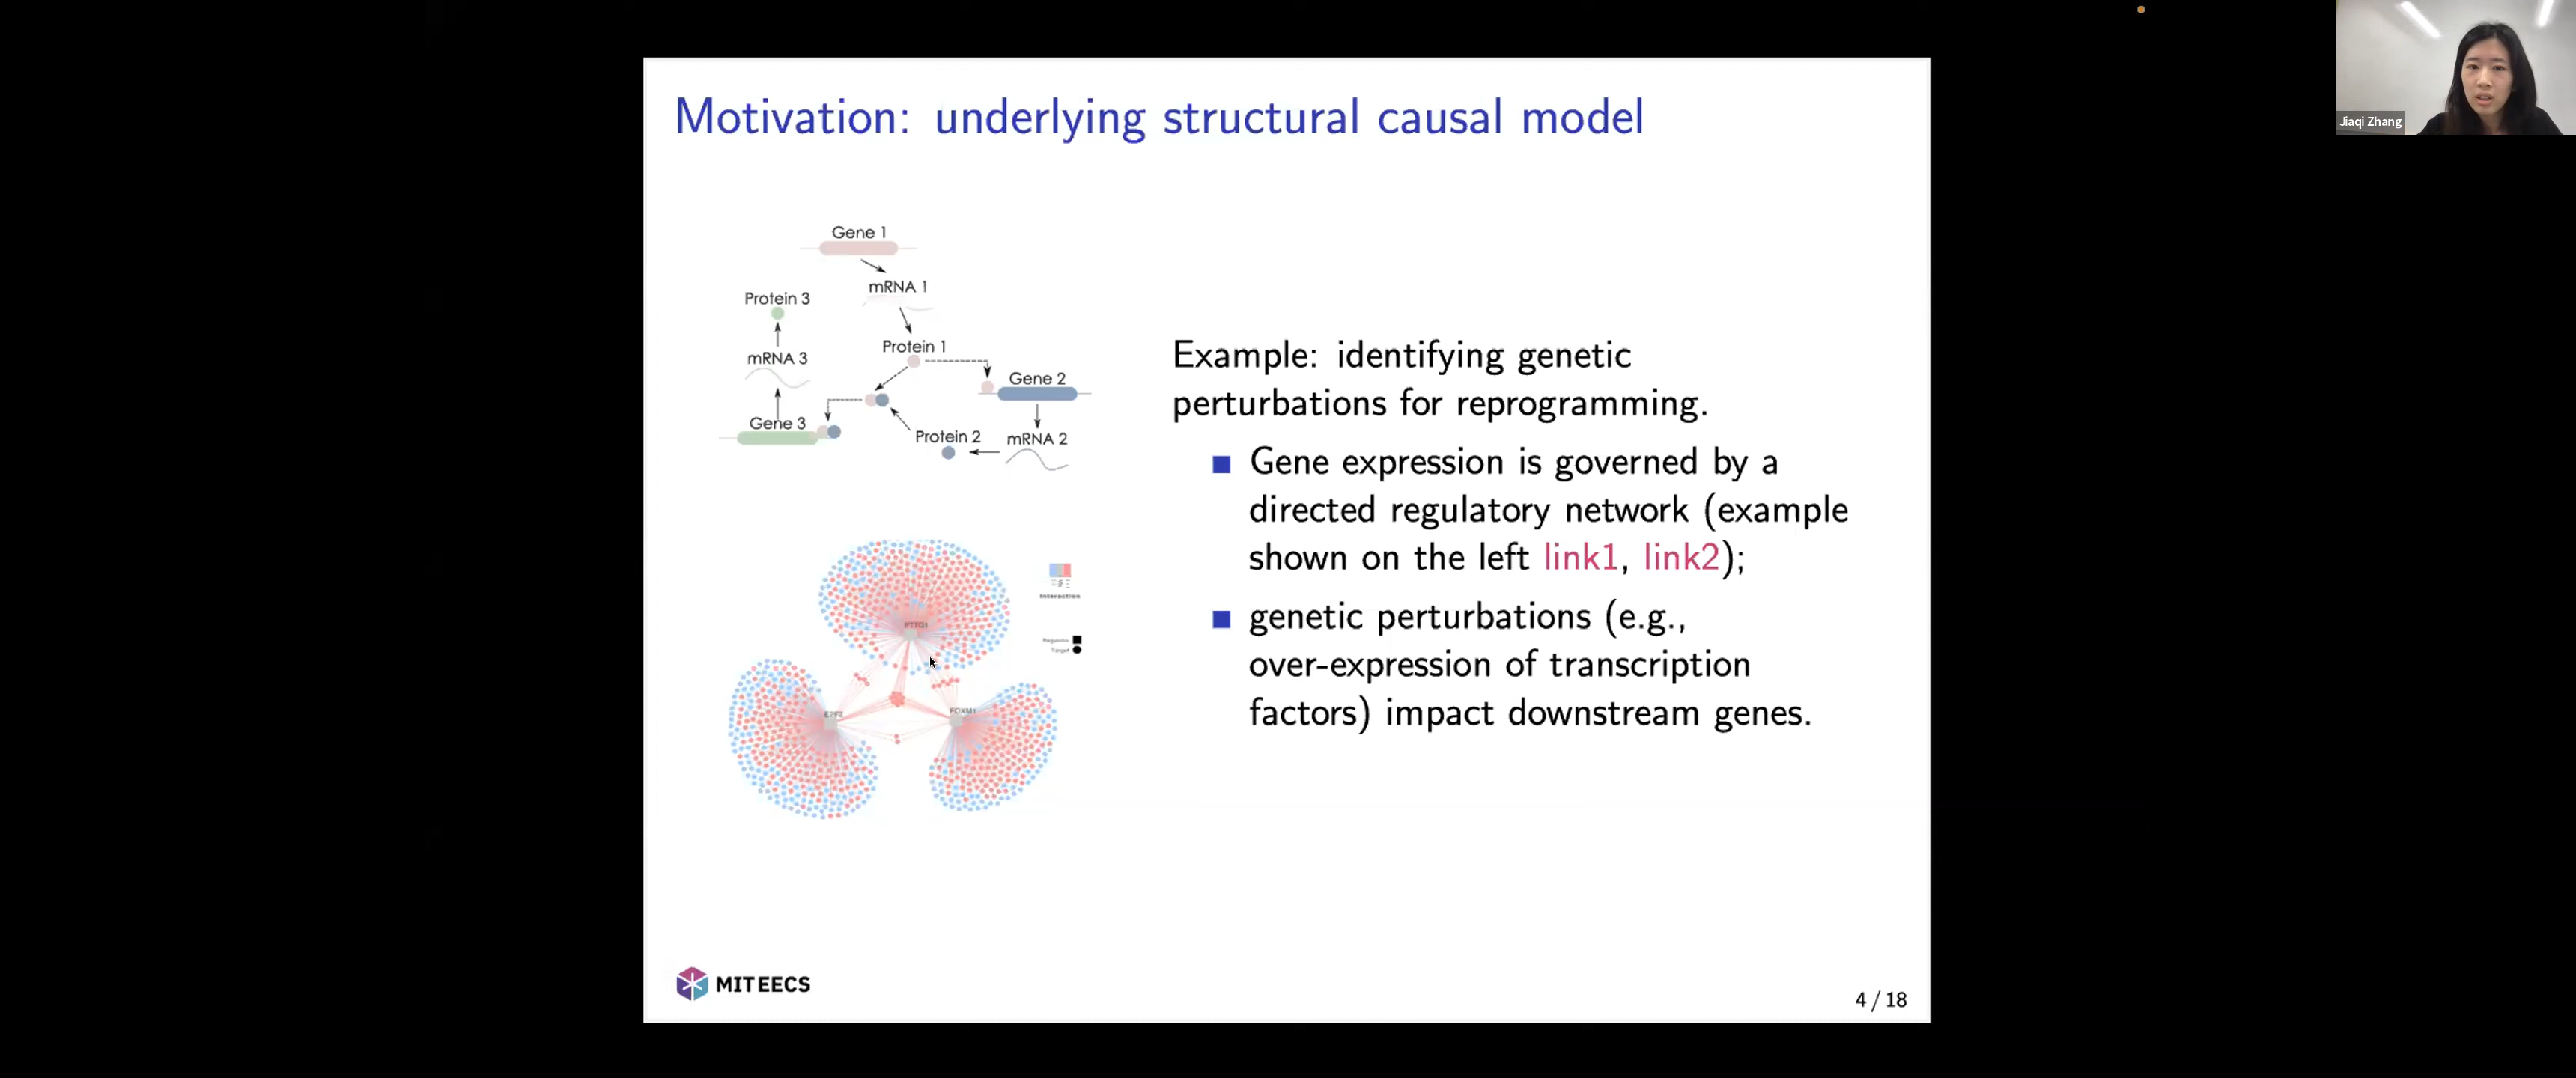 Motivation: underlying structural causal model
Gene 1
mRNA 1
Protein 3
Protein 1
mRNA 3
Gene 2
Gene 3
Protein 2
mRNA 2
Example: identifying genetic
perturbations for reprogramming.
Gene expression is governed by a
directed regulatory network (example
shown on the left link1, link2);
genetic perturbations (e.g.,
over-expression of transcription
factors) impact downstream genes.
Interaction
PTTG1
Regulator
Target
E2F2
FOXM1
MIT EECS
4 / 18
Jiaqi Zhang